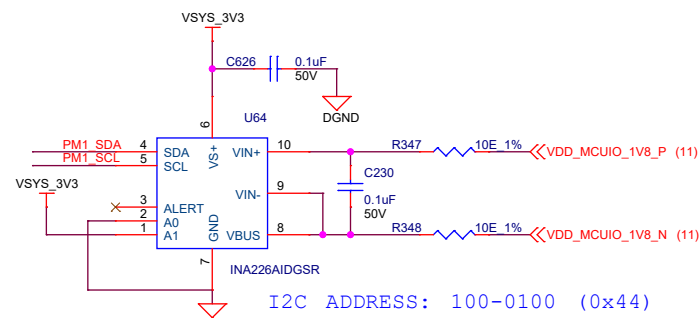 VSYS_3V3
C626 0.1uF
50V
DGND
U64
6
VS+
PM1_SDA 4 SDA VIN+ 10 R347 10E_1% VDD_MCUIO_1V8_P (11)
PM1_SCL 5 SCL
C230
VSYS_3V3
VIN- 9 0.1uF
50V
3 ALERT
2 A0
1 A1 GND VBUS 8 R348 10E_1% VDD_MCUIO_1V8_N (11)
7
INA226AIDGSR
I2C ADDRESS: 100-0100 (0x44)